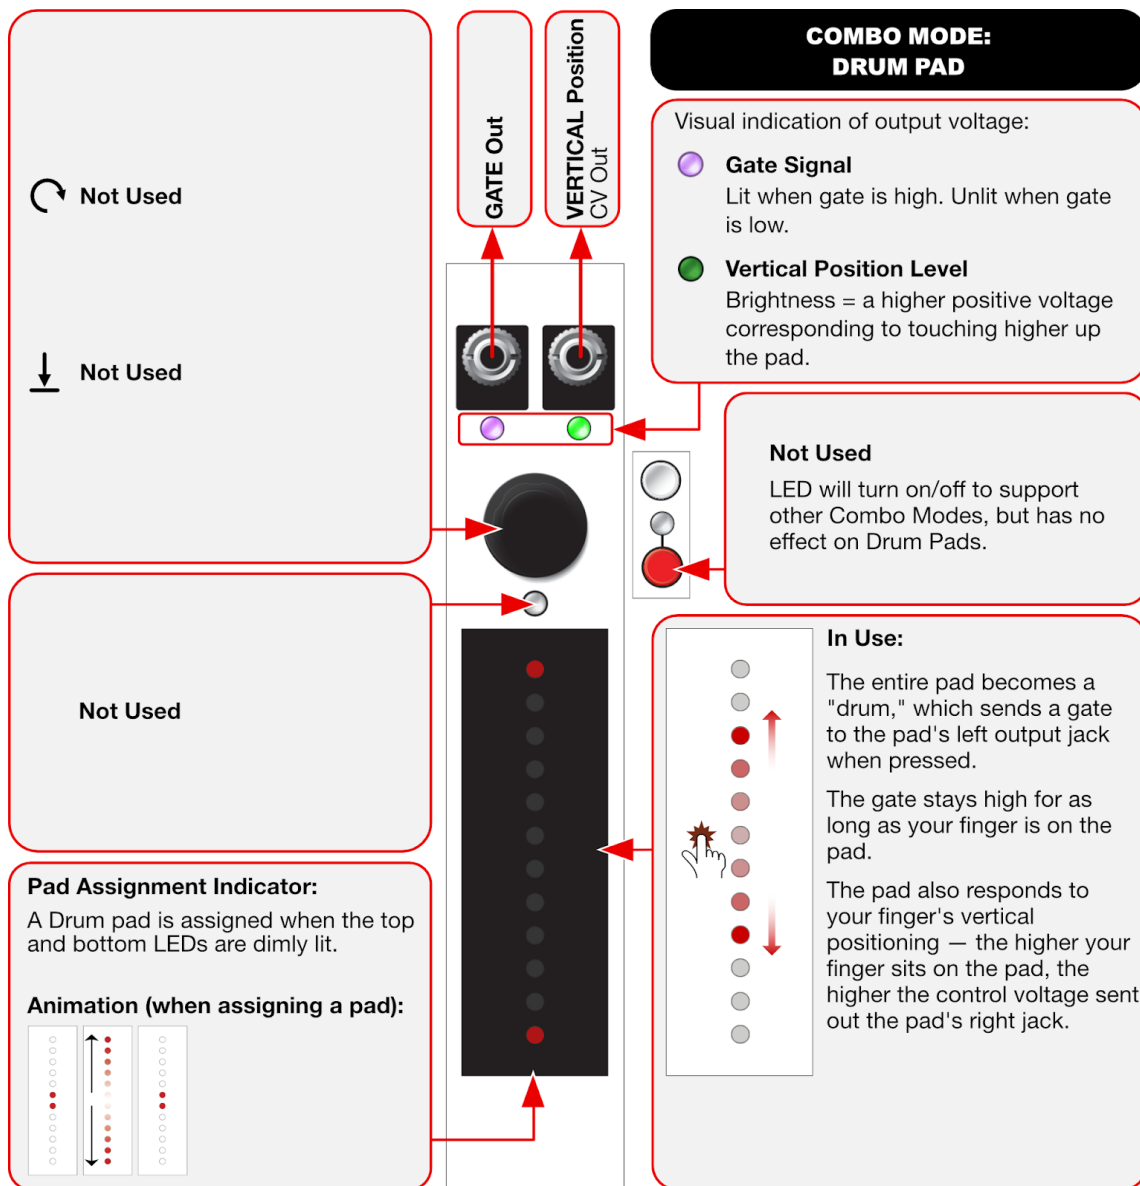 COMBO MODE:
DRUM PAD
GATE Out
VERTICAL Position
CV Out
Visual indication of output voltage:
Gate Signal
Lit when gate is high. Unlit when gate
is low.
Vertical Position Level
Brightness = a higher positive voltage
corresponding to touching higher up
the pad.
Not Used
Not Used
Not Used
LED will turn on/off to support
other Combo Modes, but has no
effect on Drum Pads.
Not Used
In Use:
The entire pad becomes a
"drum," which sends a gate
to the pad's left output jack
when pressed.
The gate stays high for as
long as your finger is on the
pad.
The pad also responds to
your finger's vertical
positioning — the higher your
finger sits on the pad, the
higher the control voltage sent
out the pad's right jack.
Pad Assignment Indicator:
A Drum pad is assigned when the top
and bottom LEDs are dimly lit.
Animation (when assigning a pad):